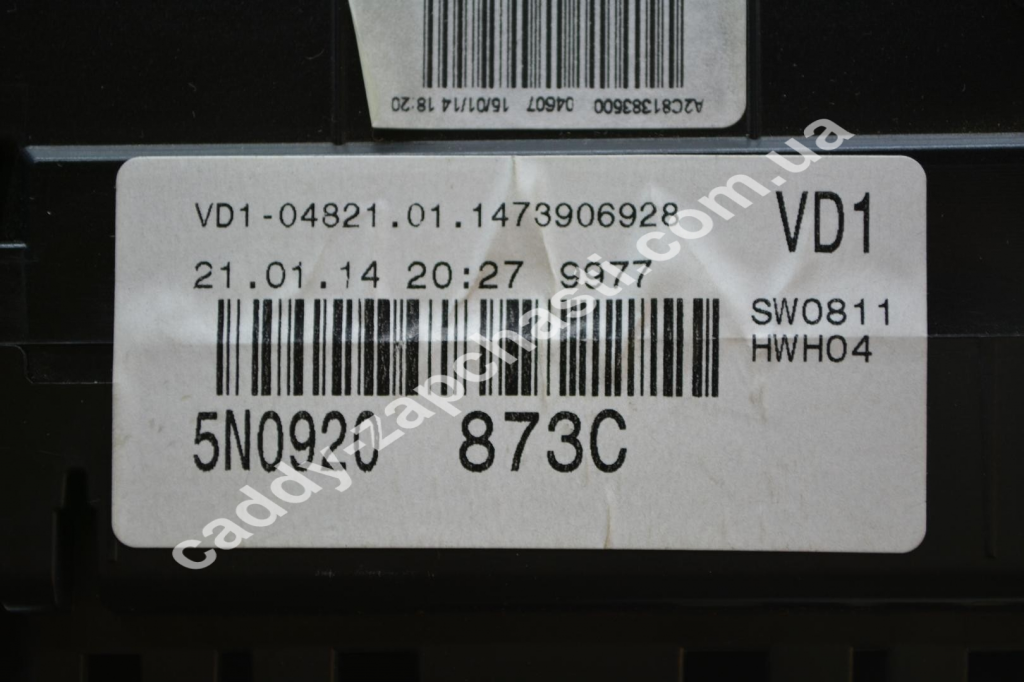 A2C81383600 04607 15/01/14 18:20
VD1-04821.01.1473906928
VD1
21.01.14 20:27 9977
SW0811
HWH04
5N0920 873C
caddy-zapchasti.com.ua